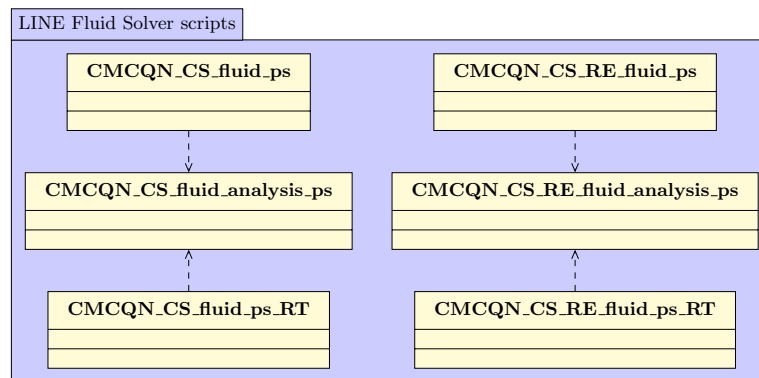 LINE Fluid Solver scripts
CMCQN_CS_fluid_ps
CMCQN_CS_RE_fluid_ps
CMCQN_CS_fluid_analysis_ps
CMCQN_CS_RE_fluid_analysis_ps
CMCQN_CS_fluid_ps_RT
CMCQN_CS_RE_fluid_ps_RT